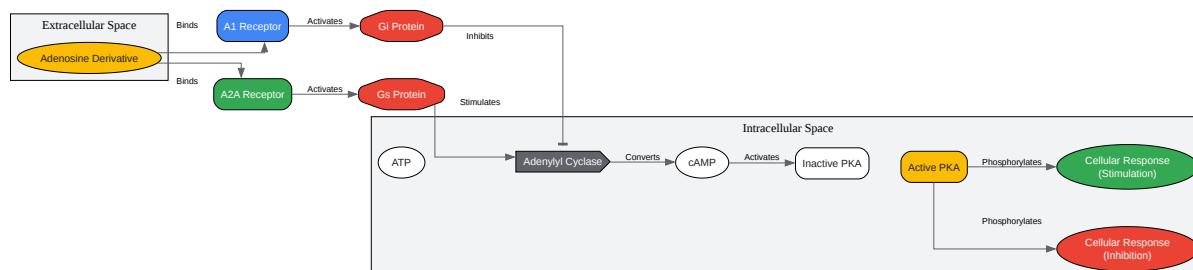 Extracellular Space
Adenosine Derivative
Binds
A1 Receptor
Activates
Gi Protein
Inhibits
Binds
A2A Receptor
Activates
Gs Protein
Stimulates
Intracellular Space
ATP
Adenylyl Cyclase
Converts
cAMP
Activates
Inactive PKA
Active PKA
Phosphorylates
Cellular Response
(Stimulation)
Phosphorylates
Cellular Response
(Inhibition)